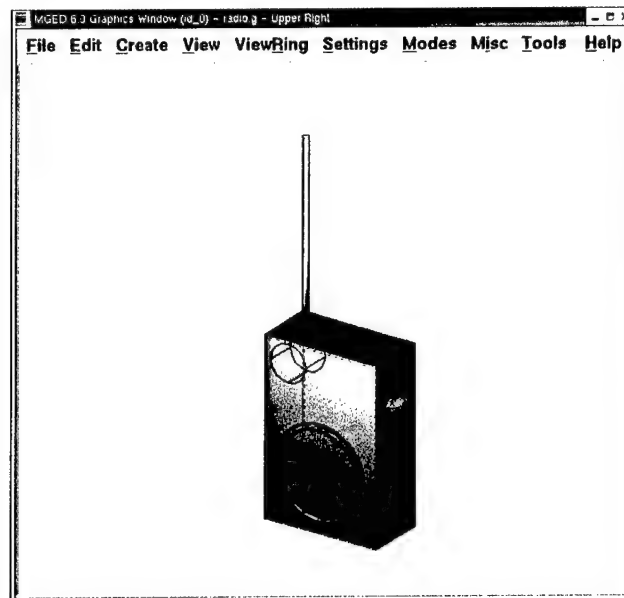 MGED 6.0 Graphics Window (id_0) - radio.g - Upper Right
File Edit Create View ViewRing Settings Modes Misc Tools Help